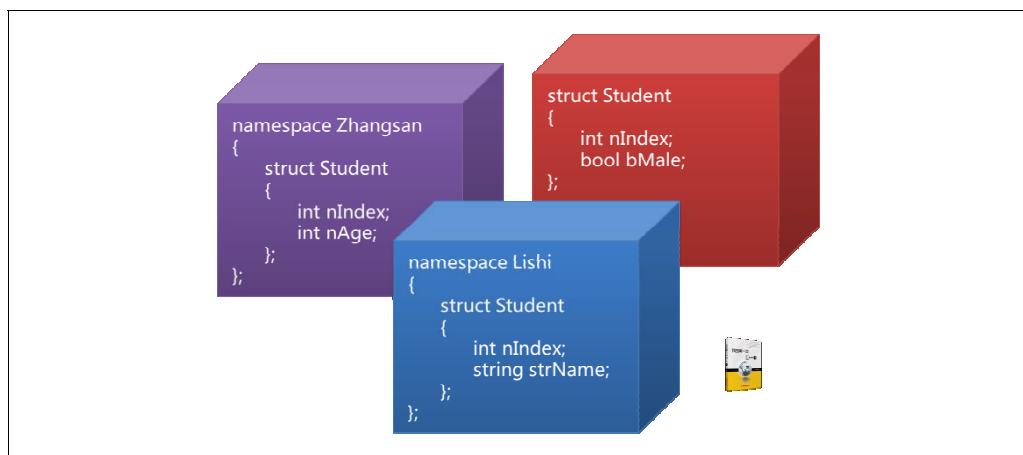 namespace Zhangsan
{
struct Student
{
int nIndex;
int nAge;
};
};
struct Student
{
int nIndex;
bool bMale;
};
namespace Lishi
{
struct Student
{
int nIndex;
string strName;
};
};